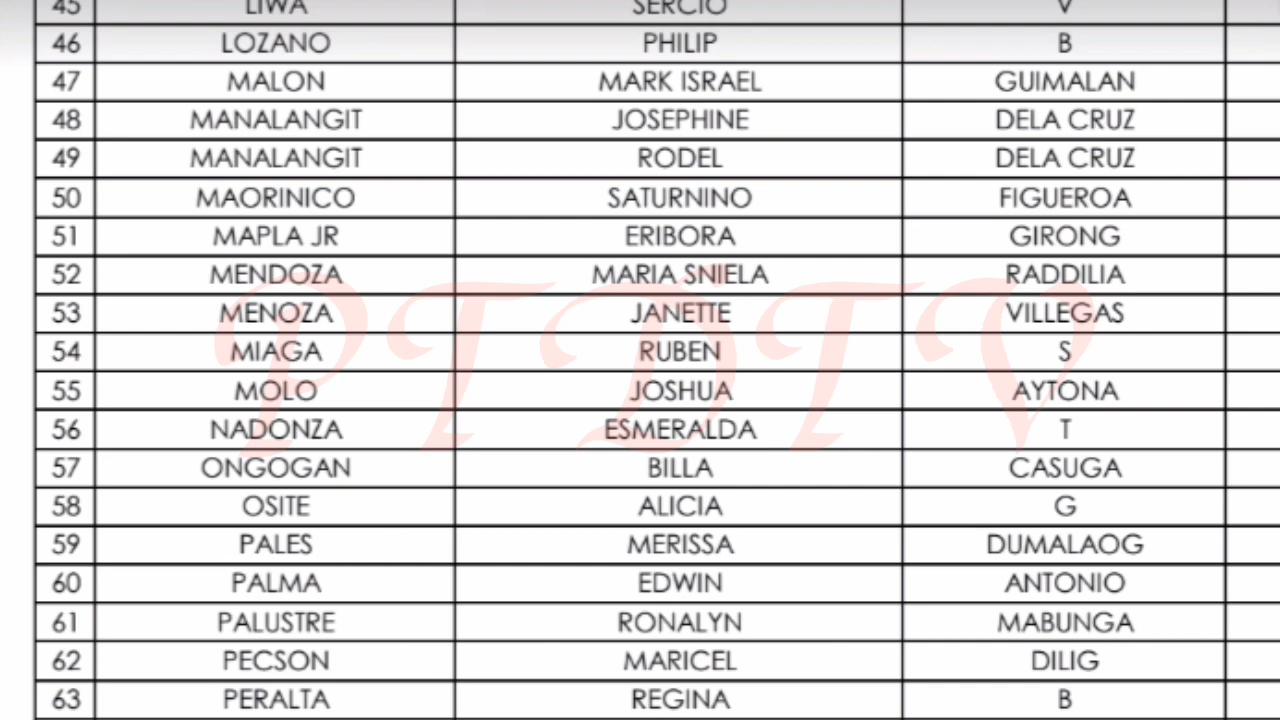 45 LIWA SERCIO V
46 LOZANO PHILIP B
47 MALON MARK ISRAEL GUIMALAN
48 MANALANGIT JOSEPHINE DELA CRUZ
49 MANALANGIT RODEL DELA CRUZ
50 MAORINICO SATURNINO FIGUEROA
51 MAPLA JR ERIBORA GIRONG
52 MENDOZA MARIA SNIELA RADDILIA
53 MENOZA JANETTE VILLEGAS
54 MIAGA RUBEN S
55 MOLO JOSHUA AYTONA
56 NADONZA ESMERALDA T
57 ONGOGAN BILLA CASUGA
58 OSITE ALICIA G
59 PALES MERISSA DUMALAOG
60 PALMA EDWIN ANTONIO
61 PALUSTRE RONALYN MABUNGA
62 PECSON MARICEL DILIG
63 PERALTA REGINA B
PTDTV